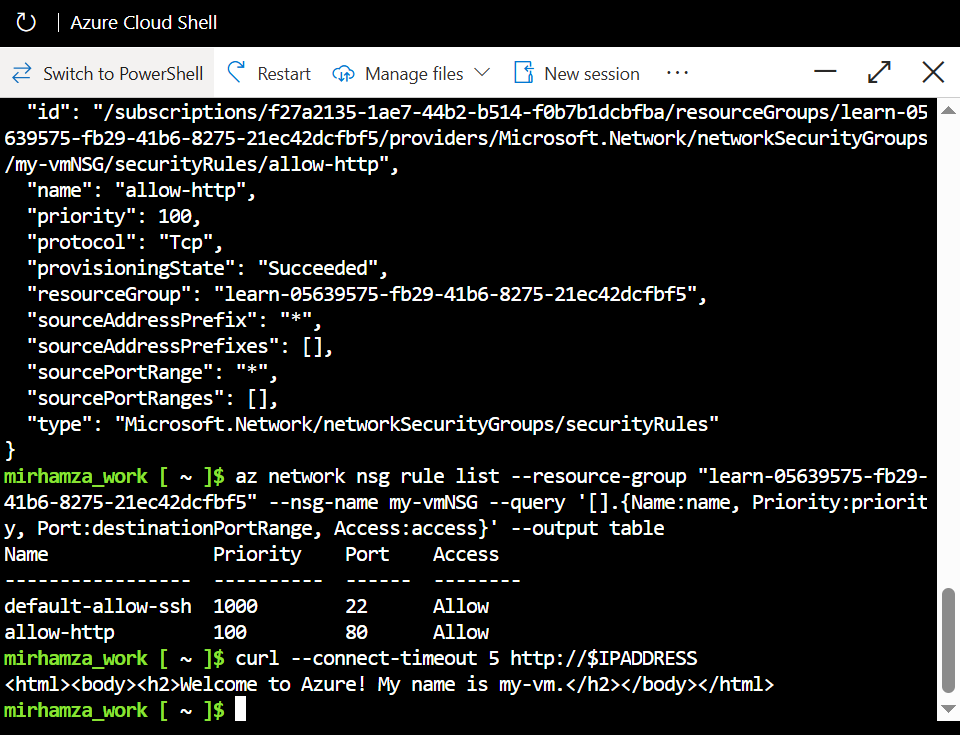 Azure Cloud Shell
Switch to PowerShell Restart Manage files New session ...
"id": "/subscriptions/f27a2135-1ae7-44b2-b514-f0b7b1dcbfba/resourceGroups/learn-05
639575-fb29-41b6-8275-21ec42dcfbf5/providers/Microsoft.Network/networkSecurityGroups
/my-vmNSG/securityRules/allow-http",
"name": "allow-http",
"priority": 100,
"protocol": "Tcp",
"provisioningState": "Succeeded",
"resourceGroup": "learn-05639575-fb29-41b6-8275-21ec42dcfbf5",
"sourceAddressPrefix": "*",
"sourceAddressPrefixes": [],
"sourcePortRange": "*",
"sourcePortRanges": [],
"type": "Microsoft.Network/networkSecurityGroups/securityRules"
}
mirhamza_work [ ~ ]$ az network nsg rule list --resource-group "learn-05639575-fb29-
41b6-8275-21ec42dcfbf5" --nsg-name my-vmNSG --query '[].{Name:name, Priority:priorit
y, Port:destinationPortRange, Access:access}' --output table
Name Priority Port Access
----------------- ---------- ------ --------
default-allow-ssh 1000 22 Allow
allow-http 100 80 Allow
mirhamza_work [ ~ ]$ curl --connect-timeout 5 http://$IPADDRESS
<html><body><h2>Welcome to Azure! My name is my-vm.</h2></body></html>
mirhamza_work [ ~ ]$